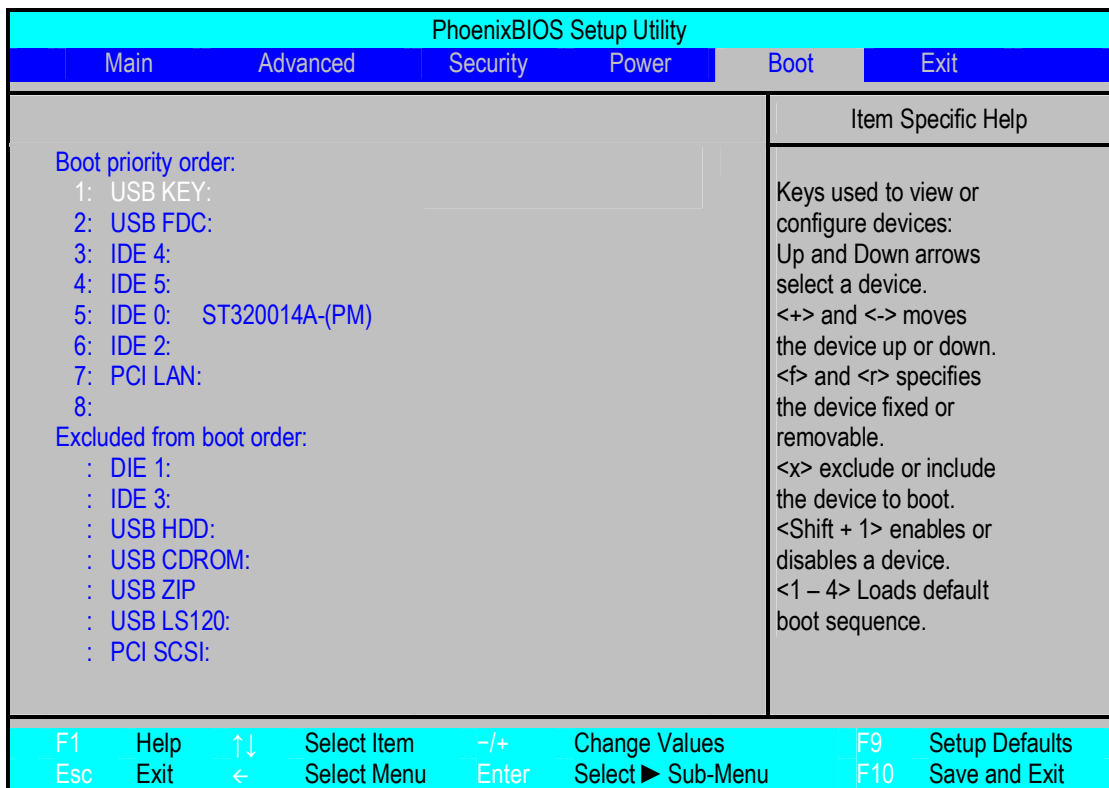 PhoenixBIOS Setup Utility
Main Advanced Security Power Boot Exit
Item Specific Help
Boot priority order:
1: USB KEY:
2: USB FDC:
3: IDE 4:
4: IDE 5:
5: IDE 0: ST320014A-(PM)
6: IDE 2:
7: PCI LAN:
8:
Excluded from boot order:
: DIE 1:
: IDE 3:
: USB HDD:
: USB CDROM:
: USB ZIP
: USB LS120:
: PCI SCSI:
Keys used to view or
configure devices:
Up and Down arrows
select a device.
<+> and <-> moves
the device up or down.
<f> and <r> specifies
the device fixed or
removable.
<x> exclude or include
the device to boot.
<Shift + 1> enables or
disables a device.
<1 – 4> Loads default
boot sequence.
F1 Help ↑↓ Select Item −/+ Change Values F9 Setup Defaults
Esc Exit ← Select Menu Enter Select ► Sub-Menu F10 Save and Exit